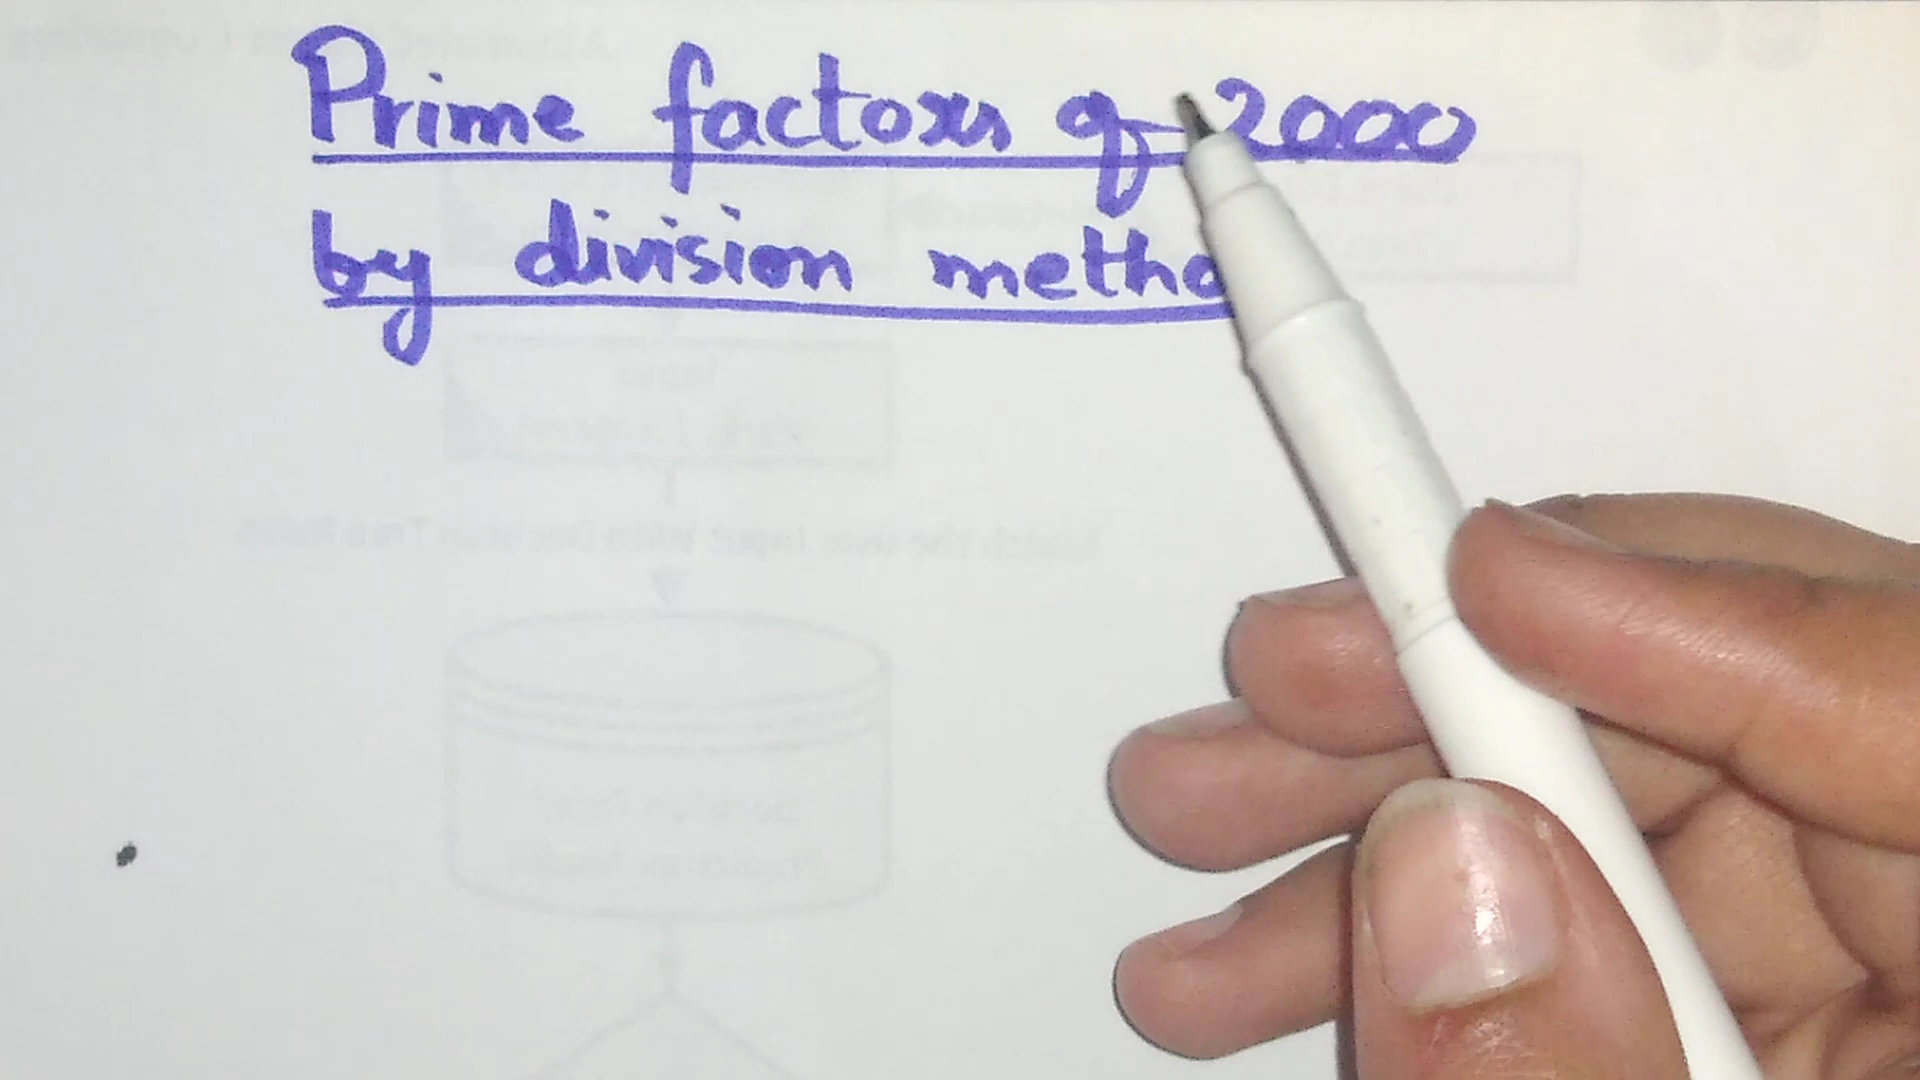 Prime factors of 2000
by division metho